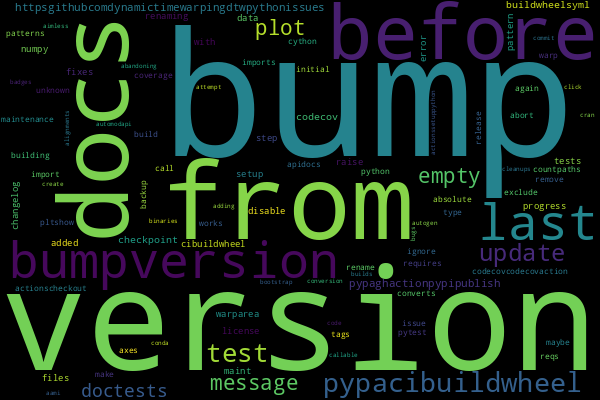 httpsgithubcomdynamictimewarpingdtwpythonissues
buildwheelsyml
aimless
renaming
data
plot
before
patterns
pattern
commit
with
cython
numpy
docs
bump
error
warp
abandoning
fixes
imports
initial
coverage
again
click
unknown
attempt
badges
codecov
abort
cran
maintenance
alignments
automodapi
build
step
release
building
apidocs
raise
tests
cleanups
countpaths
import
call
from
setup
python
empty
remove
create
backup
exclude
changelog
adding
disable
absolute
progress
pltshow
binaries
works
type
last
added
checkpoint
cibuildwheel
bugs
autogen
bumpversion
ignore
update
requires
rename
builds
codecovcodecovaction
bootstrap
conversion
pypaghactionpypipublish
actionscheckout
converts
version
warparea
license
code
issue
pytest
tags
axes
conda
test
callable
maybe
reqs
maint
files
make
message
pypacibuildwheel
doctests
aami